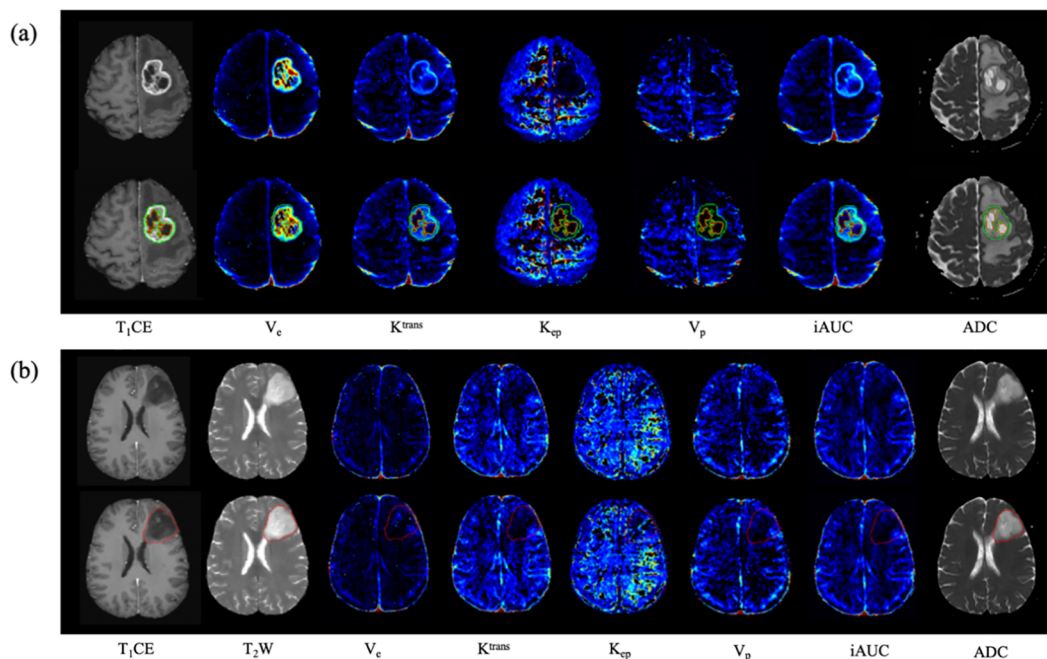 (a)
T₁CE Vₑ Kᵗʳᵃⁿˢ Kₑₚ Vₚ iAUC ADC
(b)
T₁CE T₂W Vₑ Kᵗʳᵃⁿˢ Kₑₚ Vₚ iAUC ADC